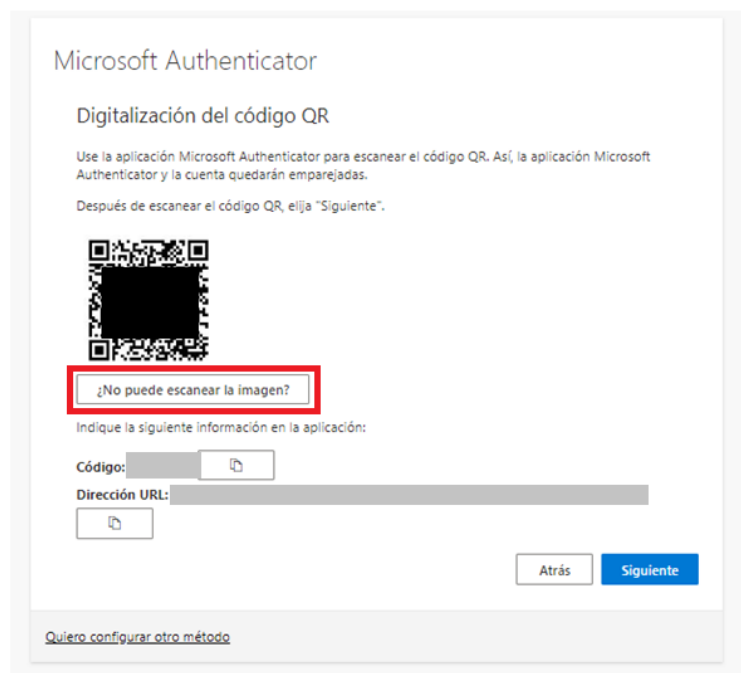 Microsoft Authenticator
Digitalización del código QR
Use la aplicación Microsoft Authenticator para escanear el código QR. Así, la aplicación Microsoft
Authenticator y la cuenta quedarán emparejadas.
Después de escanear el código QR, elija "Siguiente".
¿No puede escanear la imagen?
Indique la siguiente información en la aplicación:
Código:
Dirección URL:
Atrás
Siguiente
Quiero configurar otro método